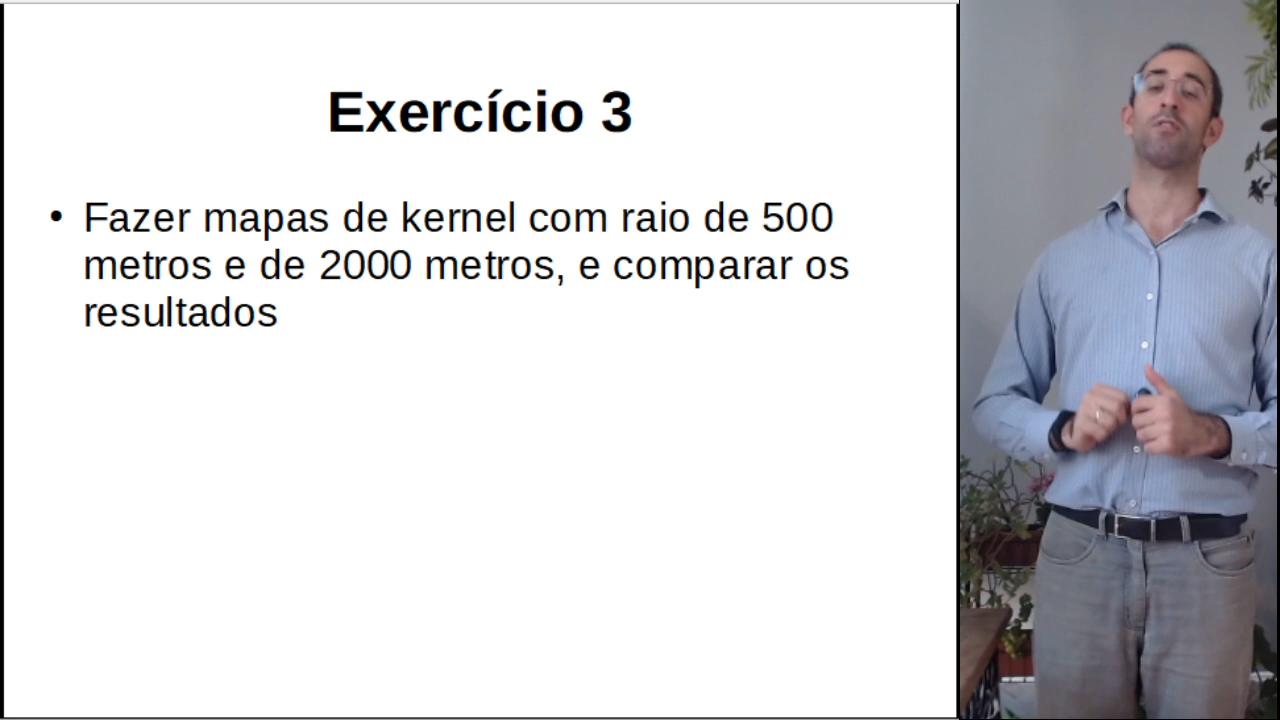 Exercício 3
• Fazer mapas de kernel com raio de 500
metros e de 2000 metros, e comparar os
resultados